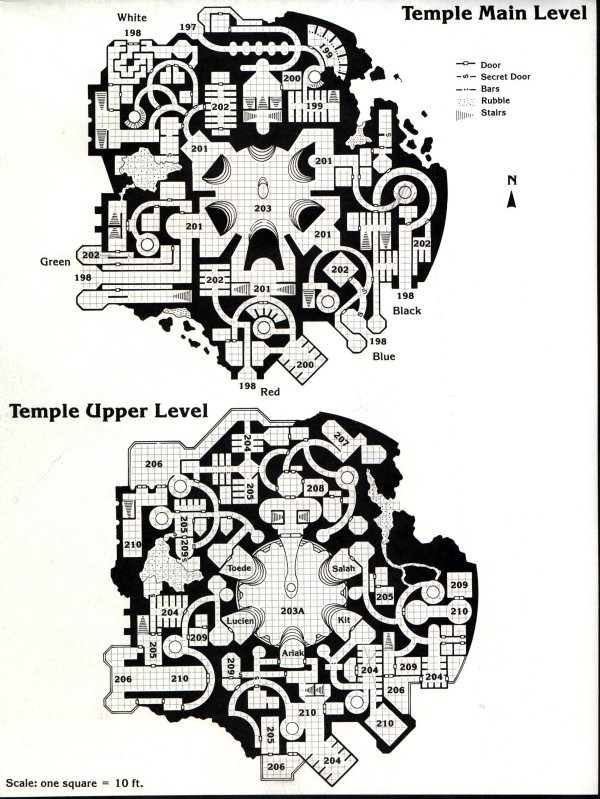 Temple Main Level
White
198
197
199
Door
Secret Door
Bars
Rubble
Stairs
200
202
199
201
201
N
203
201
201
202
202
Green
202
198
202
201
198
Black
198
Blue
200
198
Red
Temple Upper Level
204
207
206
205
208
205
210
209
Toede
Salah
209
205
210
204
203A
Lucien
Kit
209
205
Ariak
209
204
209
204
206
210
206
210
210
205
206
204
Scale: one square = 10 ft.